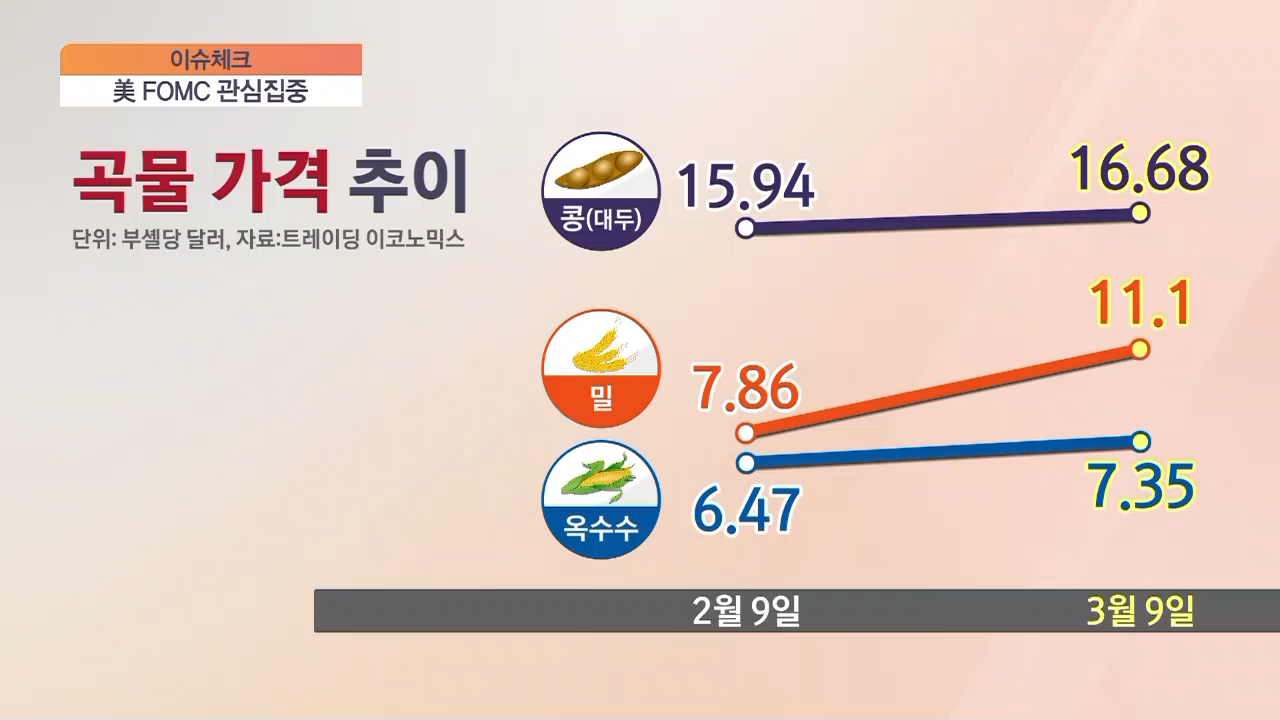 이슈체크
美 FOMC 관심집중
곡물 가격 추이
단위: 부셸당 달러, 자료:트레이딩 이코노믹스
콩(대두)
15.94
16.68
밀
7.86
11.1
옥수수
6.47
7.35
2월 9일
3월 9일